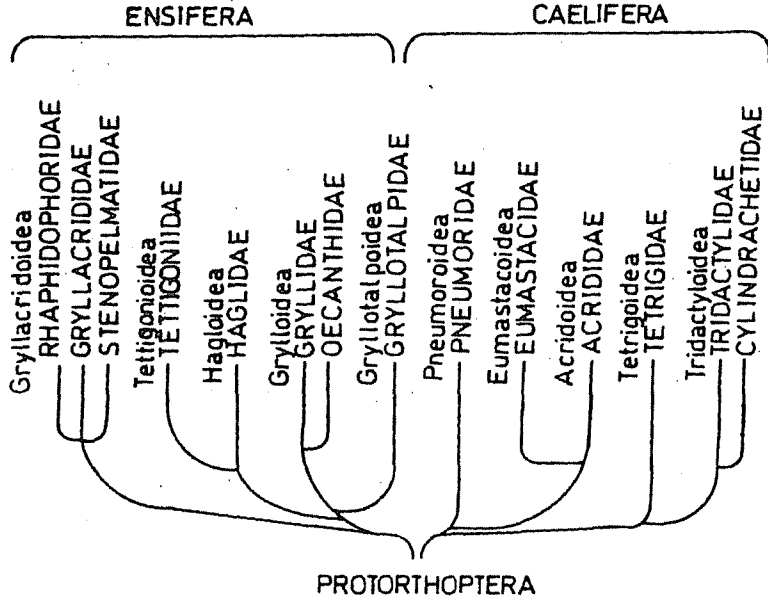 ENSIFERA
CAELIFERA
Gryllacridoidea
RHAPHIDOPHORIDAE
GRYLLACRIDIDAE
STENOPELMATIDAE
Tettigonioidea
TETTIGONIIDAE
Hagloidea
HAGLIDAE
Grylloidea
GRYLLIDAE
OECANTHIDAE
Gryllotalpoidea
GRYLLOTALPIDAE
Pneumoroidea
PNEUMORIDAE
Eumastacoidea
EUMASTACIDAE
Acridoidea
ACRIDIDAE
Tetrigoidea
TETRIGIDAE
Tridactyloidea
TRIDACTYLIDAE
CYLINDRACHETIDAE
PROTORTHOPTERA